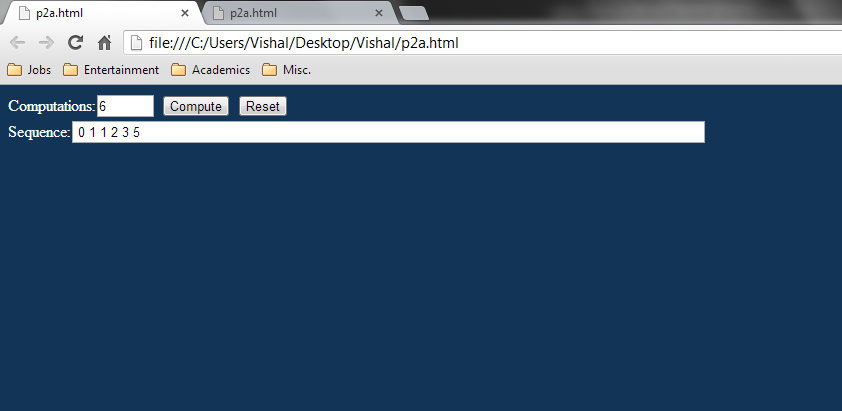 p2a.html p2a.html
file:///C:/Users/Vishal/Desktop/Vishal/p2a.html
Jobs Entertainment Academics Misc.
Computations: 6 Compute Reset
Sequence: 0 1 1 2 3 5